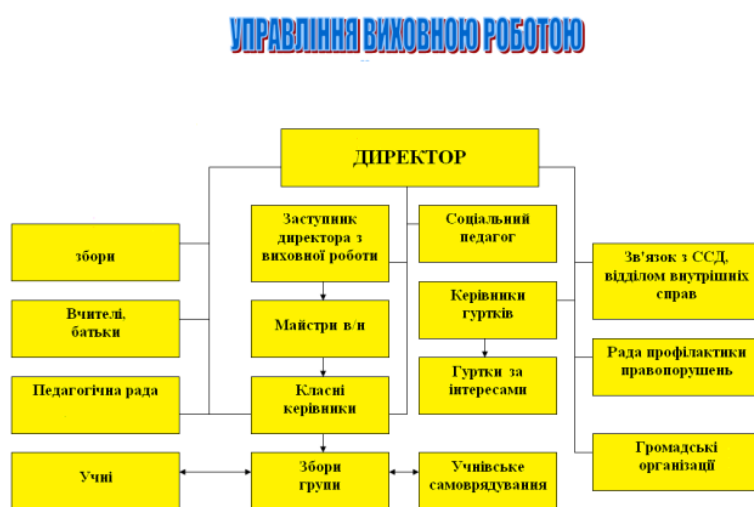 УПРАВЛІННЯ ВИХОВНОЮ РОБОТОЮ
ДИРЕКТОР
збори
Вчителі,
батьки
Педагогічна рада
Учні
Заступник
директора з
виховної роботи
Майстри в/н
Класні
керівники
Збори
групи
Соціальний
педагог
Керівники
гуртків
Гуртки за
інтересами
Учнівське
самоврядування
Зв'язок з ССД,
відділом внутрішніх
справ
Рада профілактики
правопорушень
Громадські
організації